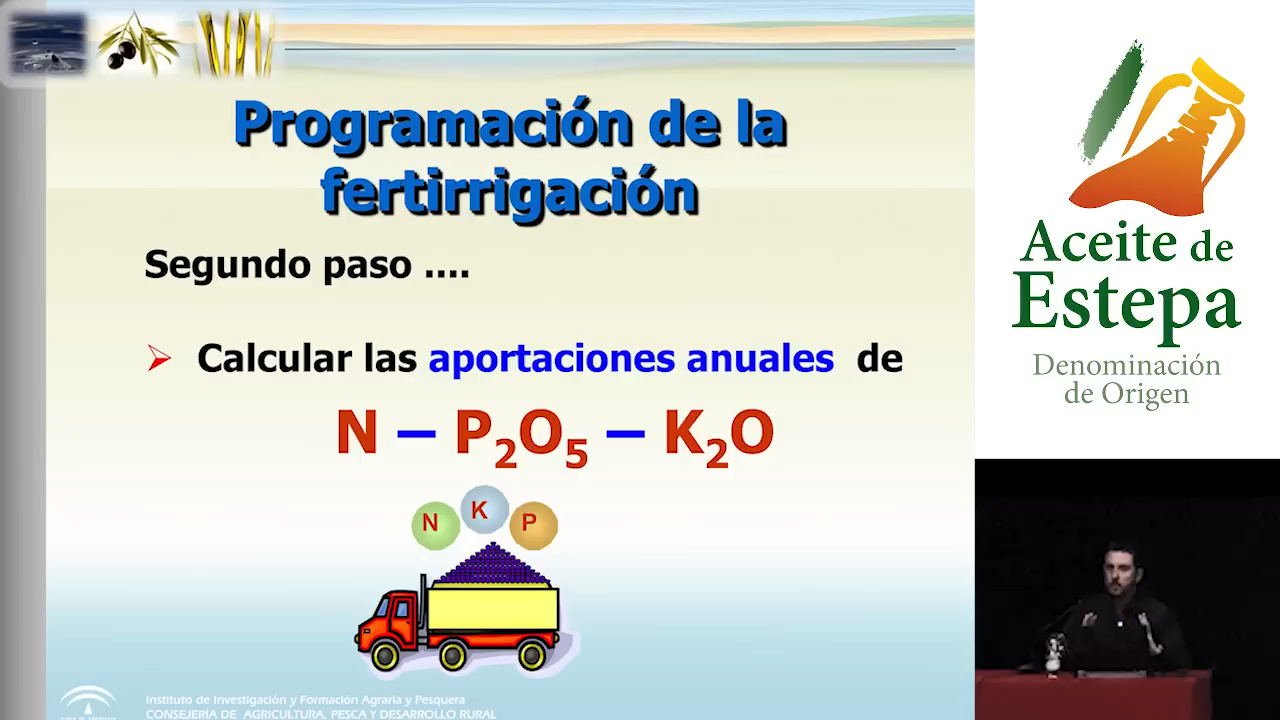 Programación de la
fertirrigación
Segundo paso ....
Calcular las aportaciones anuales de
N – P₂O₅ – K₂O
N K P
Instituto de Investigación y Formación Agraria y Pesquera
CONSEJERÍA DE AGRICULTURA, PESCA Y DESARROLLO RURAL
Aceite de
Estepa
Denominación
de Origen